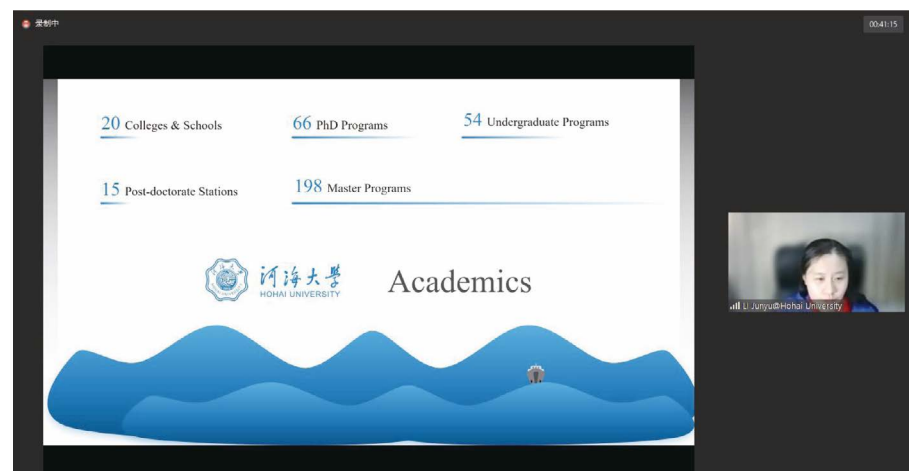 录制中
00:41:15
20 Colleges & Schools
66 PhD Programs
54 Undergraduate Programs
15 Post-doctorate Stations
198 Master Programs
河海大学
HOHAI UNIVERSITY
Academics
LI Junyu@Hohai University